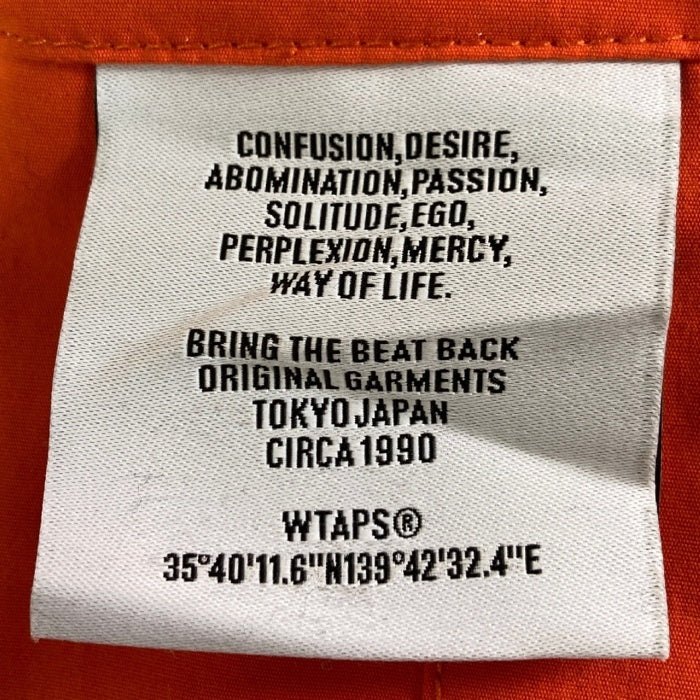 CONFUSION,DESIRE,
ABOMINATION,PASSION,
SOLITUDE,EGO,
PERPLEXION,MERCY,
WAY OF LIFE.
BRING THE BEAT BACK
ORIGINAL GARMENTS
TOKYO JAPAN
CIRCA 1990
WTAPS®
35°40'11.6"N139°42'32.4"E